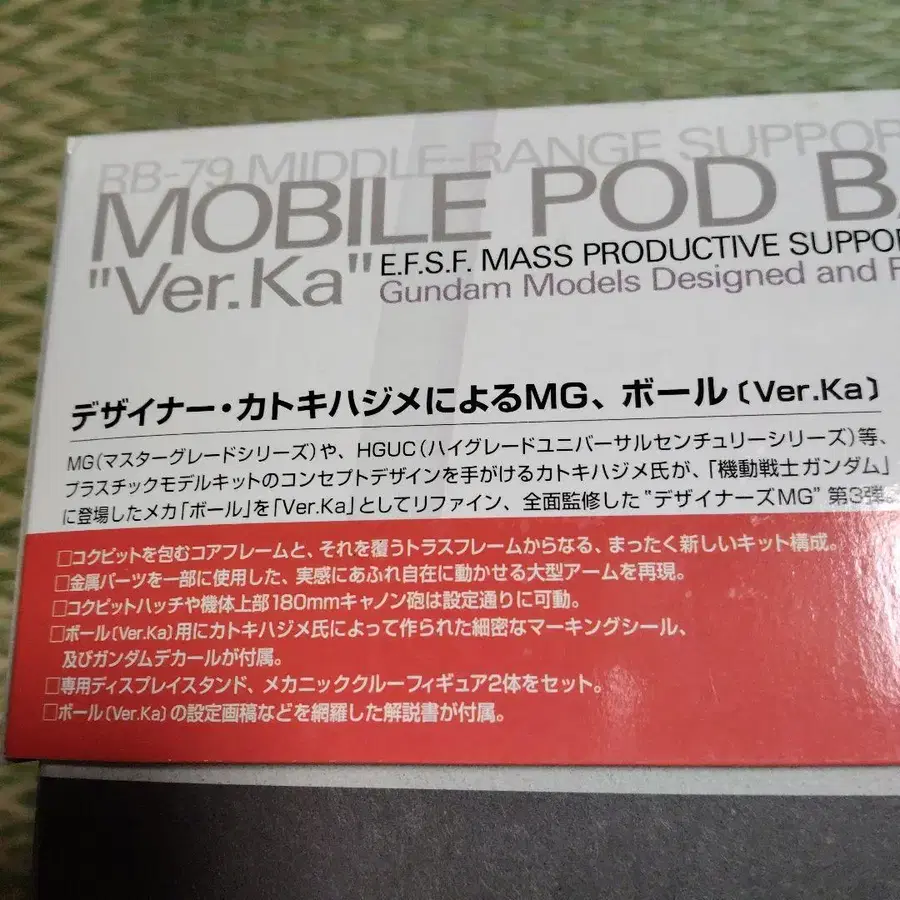 RB-79 MIDDLE-RANGE SUPPOR
MOBILE POD BA
"Ver.Ka"
E.F.S.F. MASS PRODUCTIVE SUPPO
Gundam Models Designed and
デザイナー・カトキハジメによるMG、ボール〔Ver.Ka〕
MG(マスターグレードシリーズ)や、HGUC(ハイグレードユニバーサルセンチュリーシリーズ)等、
プラスチックモデルキットのコンセプトデザインを手がけるカトキハジメ氏が、「機動戦士ガンダム」
に登場したメカ「ボール」を「Ver.Ka」としてリファイン、全面監修した“デザイナーズMG”第3弾。
□コクピットを包むコアフレームと、それを覆うトラスフレームからなる、まったく新しいキット構成。
□金属パーツを一部に使用した、実感にあふれ自在に動かせる大型アームを再現。
□コクピットハッチや機体上部180mmキャノン砲は設定通りに可動。
□ボール〔Ver.Ka〕用にカトキハジメ氏によって作られた細密なマーキングシール、
及びガンダムデカールが付属。
□専用ディスプレイスタンド、メカニッククルーフィギュア2体をセット。
□ボール〔Ver.Ka〕の設定画稿などを網羅した解説書が付属。